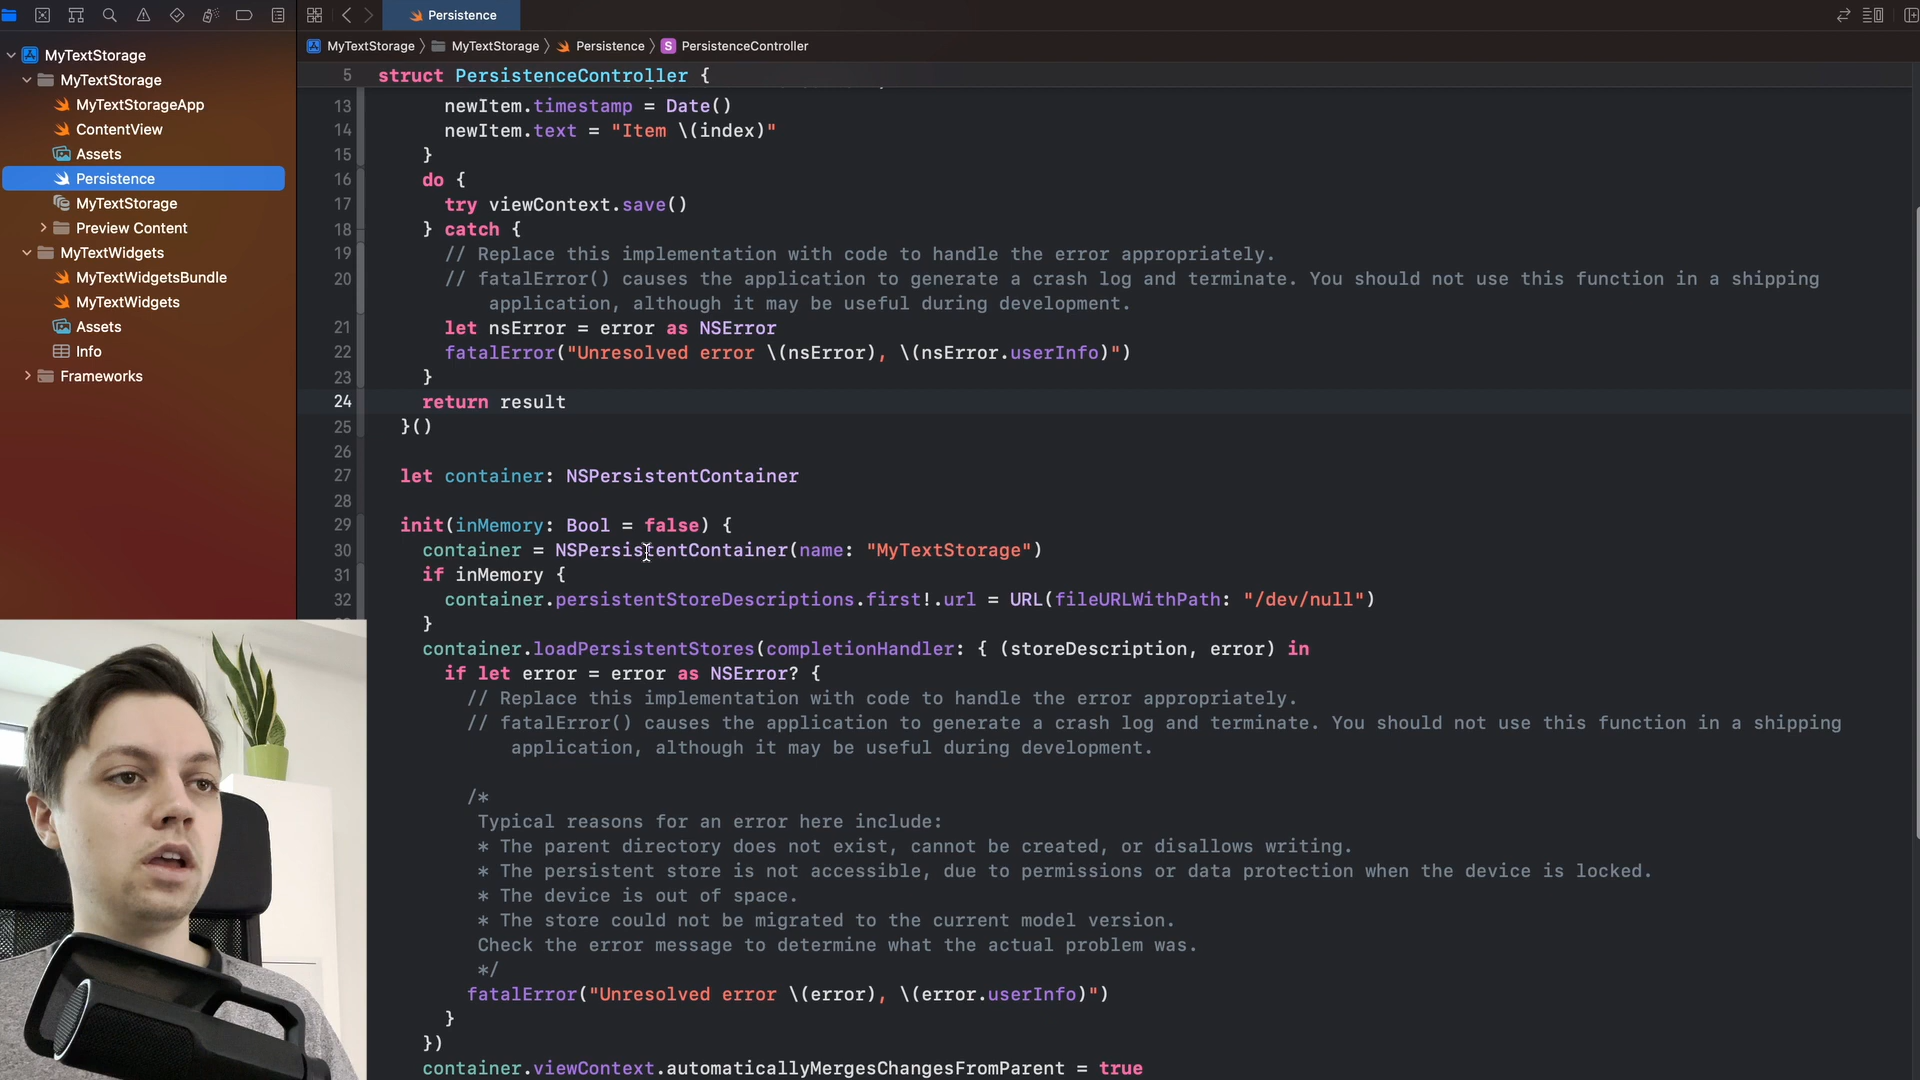 Persistence
MyTextStorage
MyTextStorage
Persistence
S
PersistenceController
MyTextStorage
MyTextStorage
MyTextStorageApp
ContentView
Assets
Persistence
MyTextStorage
Preview Content
MyTextWidgets
MyTextWidgetsBundle
MyTextWidgets
Assets
Info
Frameworks
5 struct PersistenceController {
13 newItem.timestamp = Date()
14 newItem.text = "Item \(index)"
15 }
16 do {
17 try viewContext.save()
18 } catch {
19 // Replace this implementation with code to handle the error appropriately.
20 // fatalError() causes the application to generate a crash log and terminate. You should not use this function in a shipping
application, although it may be useful during development.
21 let nsError = error as NSError
22 fatalError("Unresolved error \(nsError), \(nsError.userInfo)")
23 }
24 return result
25 }()
26
27 let container: NSPersistentContainer
28
29 init(inMemory: Bool = false) {
30 container = NSPersistentContainer(name: "MyTextStorage")
31 if inMemory {
32 container.persistentStoreDescriptions.first!.url = URL(fileURLWithPath: "/dev/null")
}
container.loadPersistentStores(completionHandler: { (storeDescription, error) in
if let error = error as NSError? {
// Replace this implementation with code to handle the error appropriately.
// fatalError() causes the application to generate a crash log and terminate. You should not use this function in a shipping
application, although it may be useful during development.
/*
Typical reasons for an error here include:
* The parent directory does not exist, cannot be created, or disallows writing.
* The persistent store is not accessible, due to permissions or data protection when the device is locked.
* The device is out of space.
* The store could not be migrated to the current model version.
Check the error message to determine what the actual problem was.
*/
fatalError("Unresolved error \(error), \(error.userInfo)")
}
})
container.viewContext.automaticallyMergesChangesFromParent = true